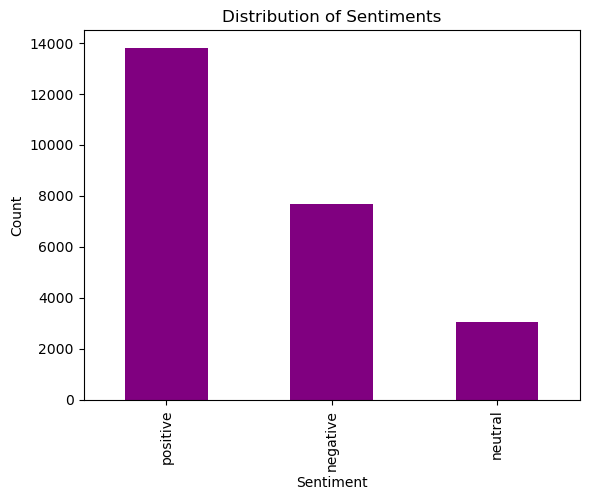 Distribution of Sentiments
Count
14000
12000
10000
8000
6000
4000
2000
0
positive
negative
neutral
Sentiment